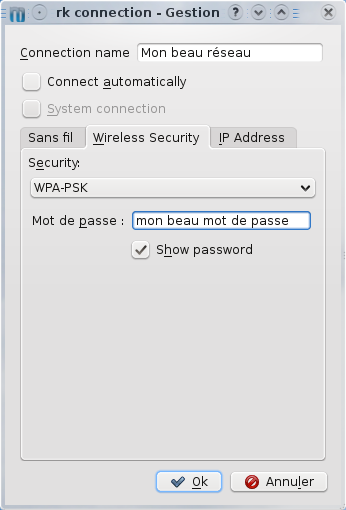 rk connection - Gestion
Connection name Mon beau réseau
Connect automatically
System connection
Sans fil Wireless Security IP Address
Security:
WPA-PSK
Mot de passe : mon beau mot de passe
Show password
Ok Annuler